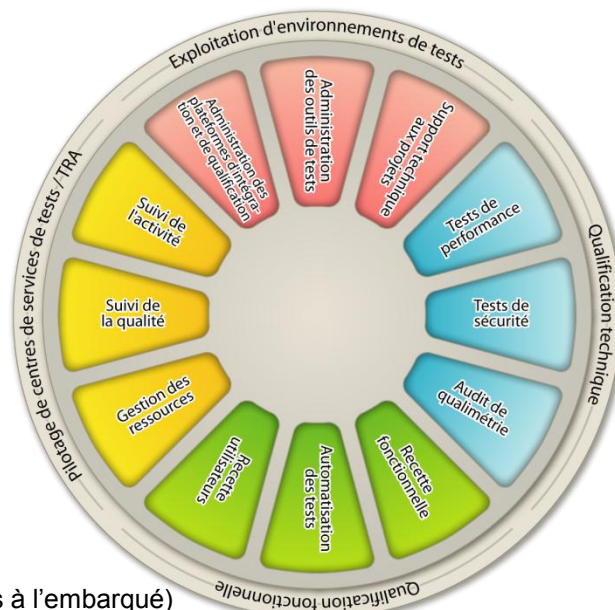 Exploitation d'environnements de tests
Administration des
plateformes d'intégra-
tion et de qualification
Administration
des outils de tests
Support technique
aux projets
Tests de
performance
Tests de
sécurité
Audit de
qualimétrie
Qualification technique
Recette
fonctionnelle
Automatisation
des tests
Recette
utilisateurs
Qualification fonctionnelle
Gestion des
ressources
Suivi de
la qualité
Suivi de
l'activité
Pilotage de centres de services de tests / TRA
s à l’embarqué)